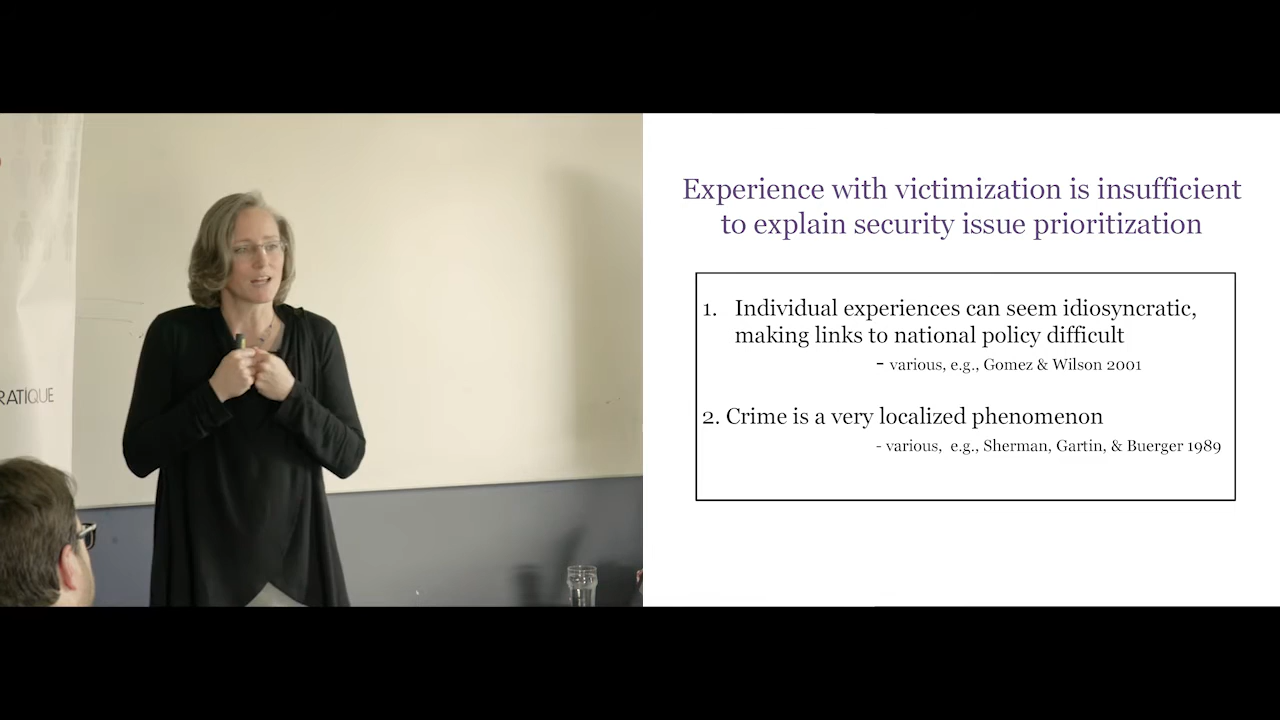 RATIQUE
Experience with victimization is insufficient
to explain security issue prioritization
1. Individual experiences can seem idiosyncratic,
making links to national policy difficult
- various, e.g., Gomez & Wilson 2001
2. Crime is a very localized phenomenon
- various, e.g., Sherman, Gartin, & Buerger 1989